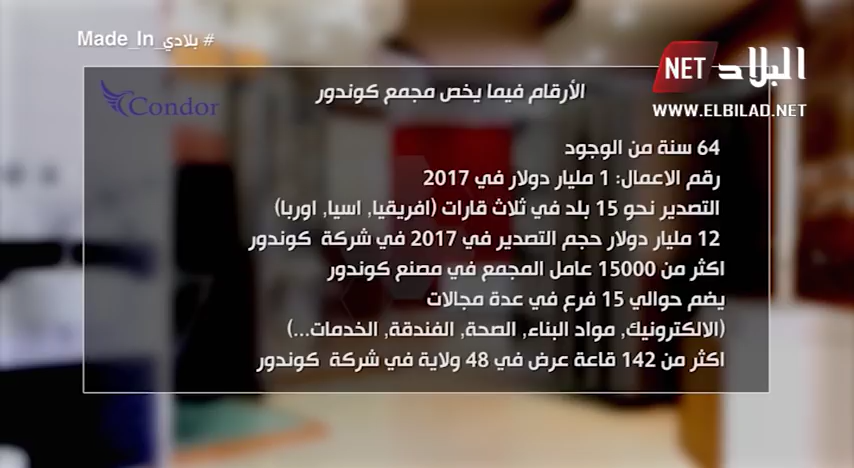 # بلادي_Made_In
البلاد NET
WWW.ELBILAD.NET
Condor
الأرقام فيما يخص مجمع كوندور
64 سنة من الوجود
رقم الاعمال: 1 مليار دولار في 2017
التصدير نحو 15 بلد في ثلاث قارات (افريقيا, اسيا, اوربا)
12 مليار دولار حجم التصدير في 2017 في شركة كوندور
اكثر من 15000 عامل المجمع في مصنع كوندور
يضم حوالي 15 فرع في عدة مجالات
(الالكترونيك, مواد البناء, الصحة, الفندقة, الخدمات...)
اكثر من 142 قاعة عرض في 48 ولاية في شركة كوندور